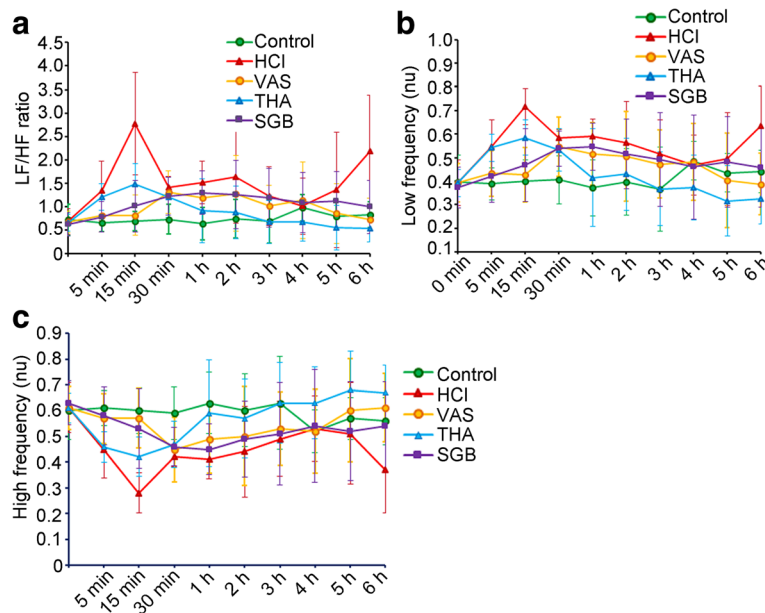 a
Control
HCl
VAS
THA
SGB
LF/HF ratio
4.5
4.0
3.5
3.0
2.5
2.0
1.5
1.0
0.5
0
5 min
15 min
30 min
1 h
2 h
3 h
4 h
5 h
6 h
b
Control
HCl
VAS
THA
SGB
Low frequency (nu)
1.0
0.9
0.8
0.7
0.6
0.5
0.4
0.3
0.2
0.1
0 min
5 min
15 min
30 min
1 h
2 h
3 h
4 h
5 h
6 h
c
Control
HCl
VAS
THA
SGB
High frequency (nu)
0.9
0.8
0.7
0.6
0.5
0.4
0.3
0.2
0.1
0
5 min
15 min
30 min
1 h
2 h
3 h
4 h
5 h
6 h